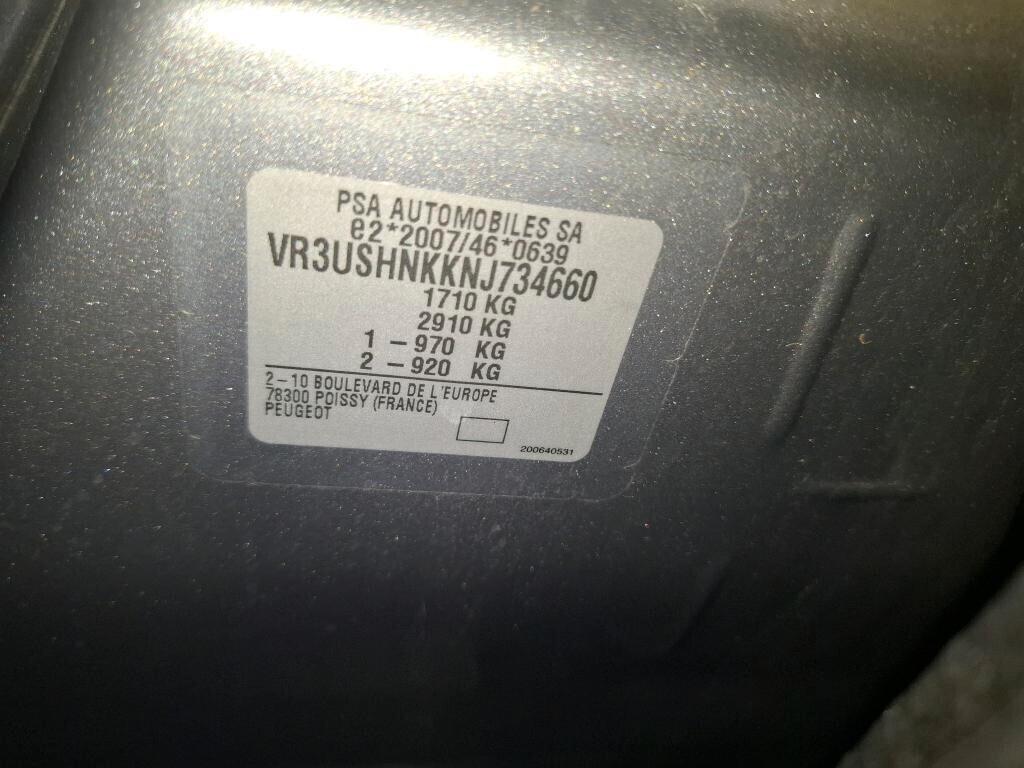 PSA AUTOMOBILES SA
e2*2007/46*0639
VR3USHNKKNJ734660
1710 KG
2910 KG
1 – 970 KG
2 – 920 KG
2 – 10 BOULEVARD DE L'EUROPE
78300 POISSY (FRANCE)
PEUGEOT
200640531